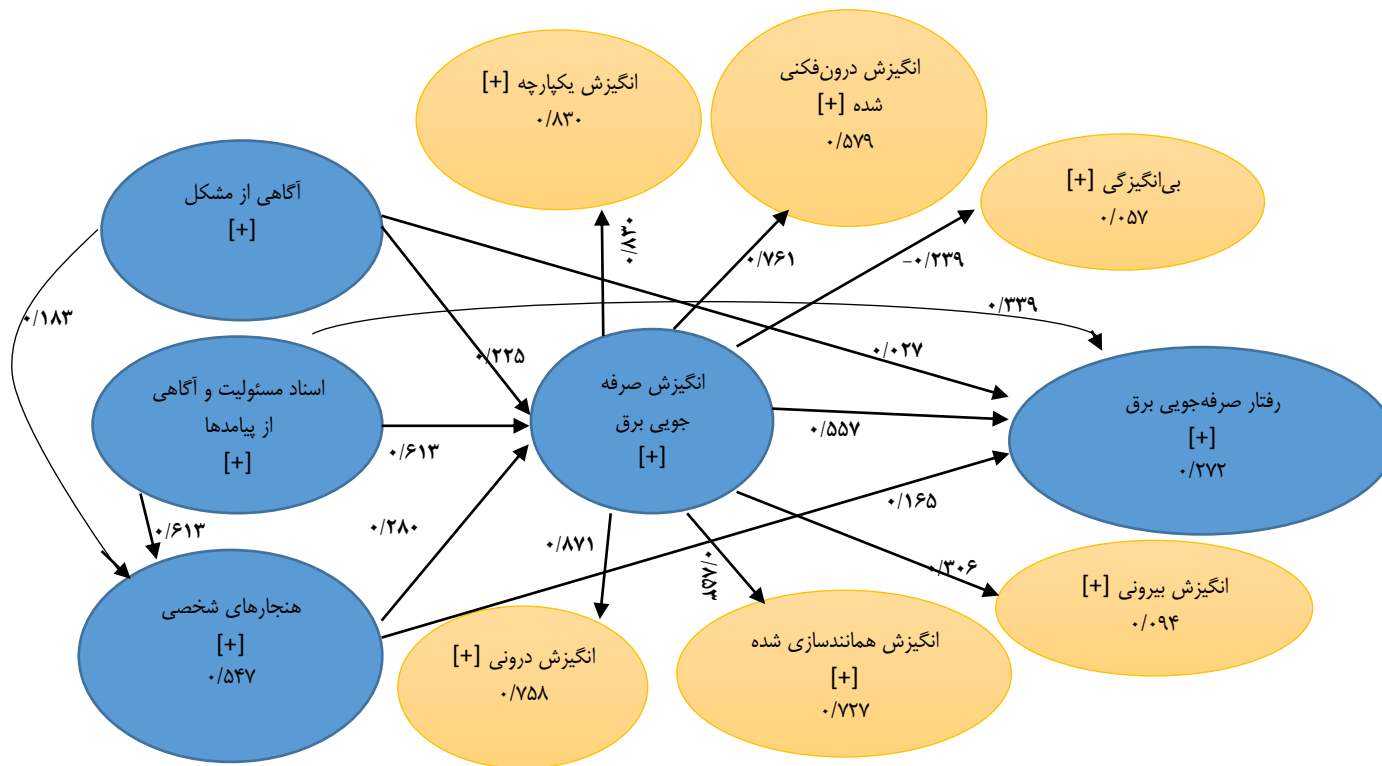 انگیزش درون‌فکنی
شده [+]
۰/۵۷۹
انگیزش یکپارچه [+]
۰/۸۳۰
آگاهی از مشکل
[+]
بی‌انگیزگی [+]
۰/۰۵۷
۰/۷۶۱
-۰/۲۳۹
۰/۱۸۳
۰/۳۳۹
۰/۲۲۵
۰/۰۲۷
اسناد مسئولیت و آگاهی
از پیامدها
[+]
انگیزش صرفه
جویی برق
[+]
رفتار صرفه‌جویی برق
[+]
۰/۲۷۲
۰/۶۱۳
۰/۵۵۷
۰/۶۱۳
۰/۲۸۰
۰/۱۶۵
۰/۸۷۱
۰/۸۵۳
۰/۳۰۶
هنجارهای شخصی
[+]
۰/۵۴۷
انگیزش بیرونی [+]
۰/۰۹۴
انگیزش همانندسازی شده
[+]
۰/۷۲۷
انگیزش درونی [+]
۰/۷۵۸